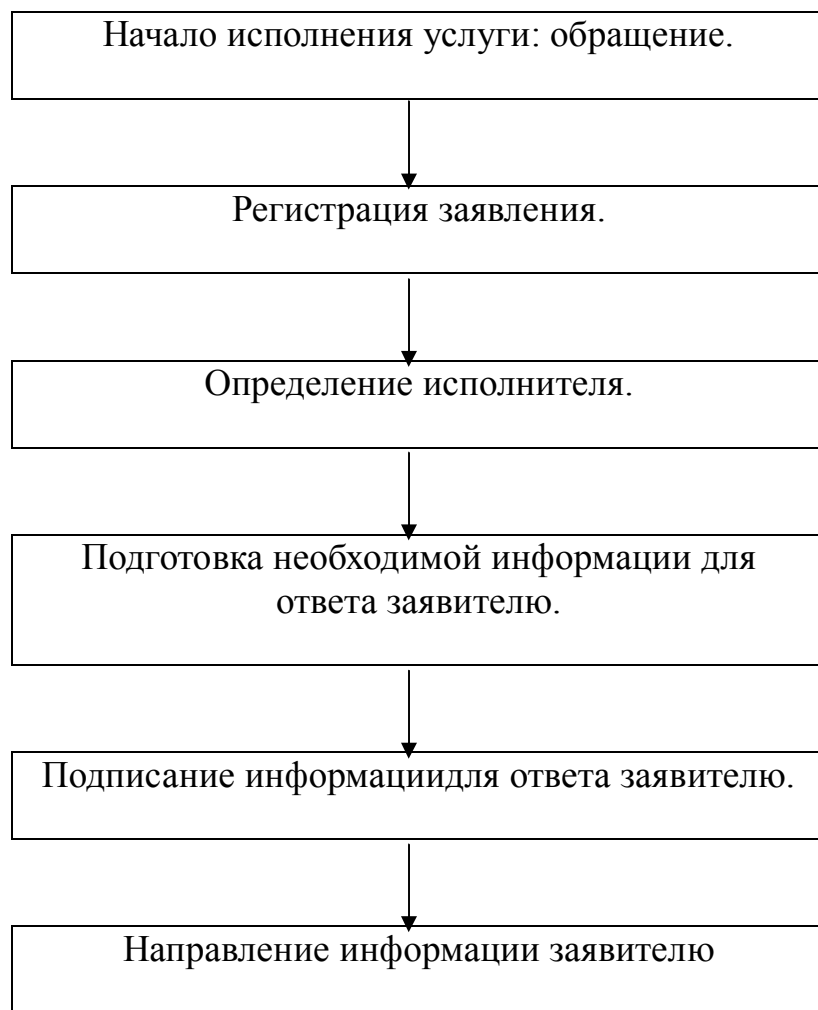 Начало исполнения услуги: обращение.
Регистрация заявления.
Определение исполнителя.
Подготовка необходимой информации для
ответа заявителю.
Подписание информациидля ответа заявителю.
Направление информации заявителю